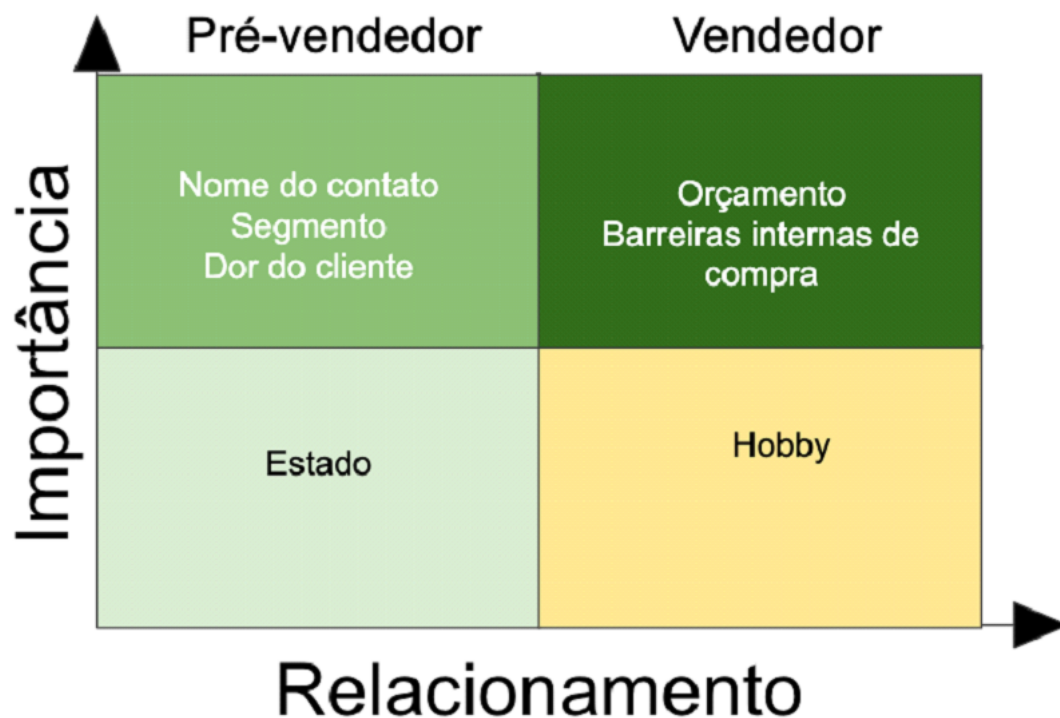 Pré-vendedor
Vendedor
Importância
Nome do contato
Segmento
Dor do cliente
Orçamento
Barreiras internas de
compra
Estado
Hobby
Relacionamento